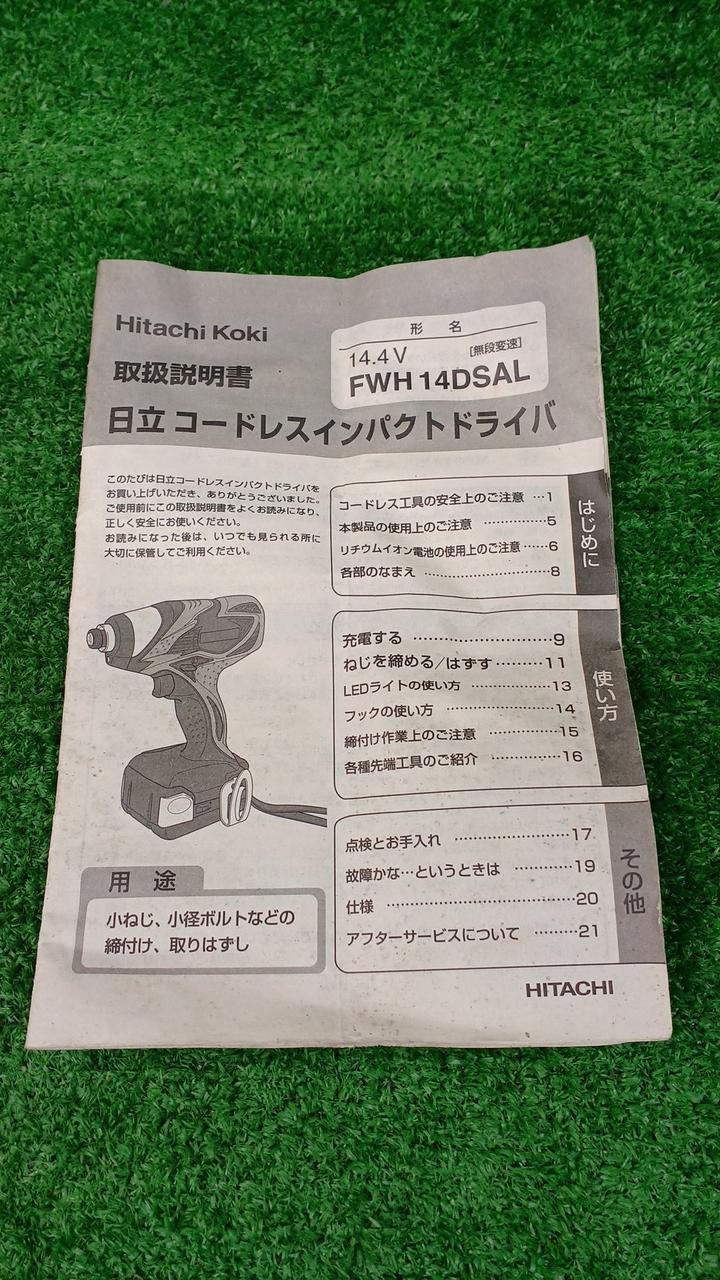 Hitachi Koki
取扱説明書
形 名
14.4V [無段変速]
FWH 14DSAL
日立 コードレスインパクトドライバ
このたびは日立コードレスインパクトドライバを
お買い上げいただき、ありがとうございました。
ご使用前にこの取扱説明書をよくお読みになり、
正しく安全にお使いください。
お読みになった後は、いつでも見られる所に
大切に保管してご利用ください。
用 途
小ねじ、小径ボルトなどの
締付け、取りはずし
はじめに
コードレス工具の安全上のご注意 …1
本製品の使用上のご注意 ……………5
リチウムイオン電池の使用上のご注意 ……6
各部のなまえ ……………………8
使い方
充電する ……………………9
ねじを締める/はずす ………11
LEDライトの使い方 ……………13
フックの使い方 ………………14
締付け作業上のご注意 …………15
各種先端工具のご紹介 …………16
その他
点検とお手入れ …………………17
故障かな…というときは …………19
仕様 ……………………………20
アフターサービスについて ………21
HITACHI